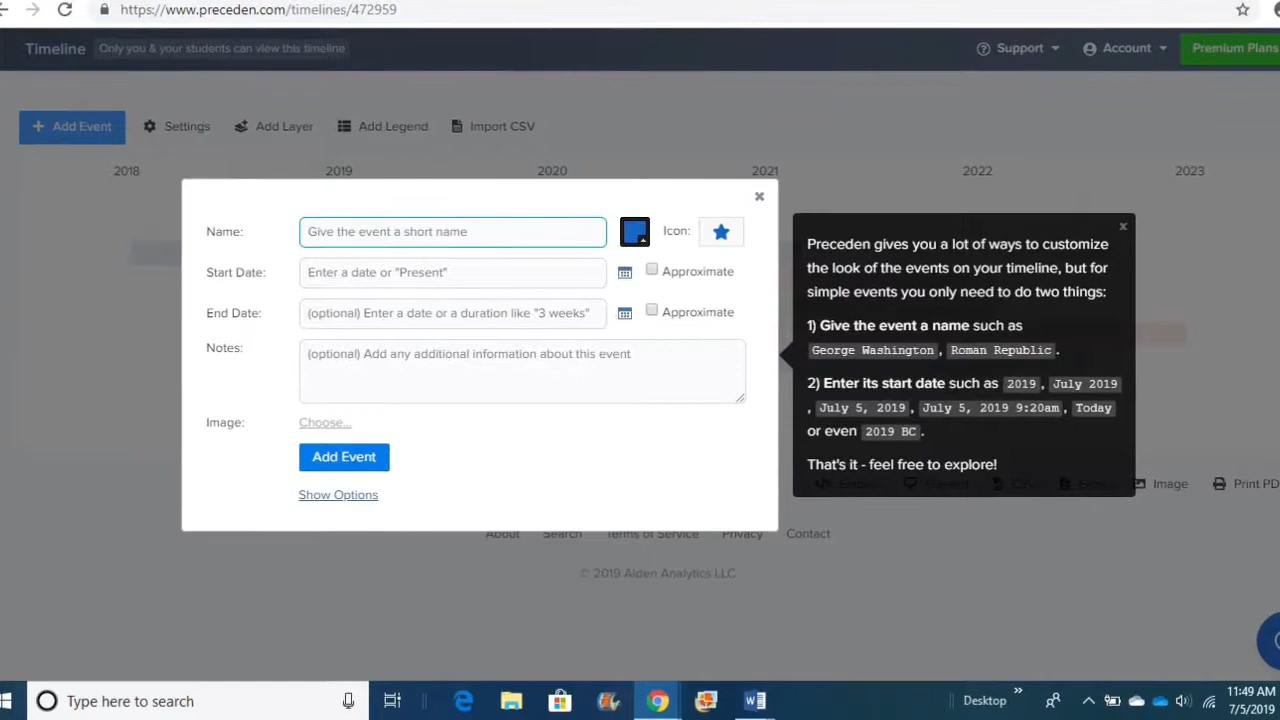 https://www.preceden.com/timelines/472959
Timeline Only you & your students can view this timeline Support Account Premium Plans
Add Event Settings Add Layer Add Legend Import CSV
2018 2019 2020 2021 2022 2023
Name: Give the event a short name Icon:
Start Date: Enter a date or "Present" Approximate
End Date: (optional) Enter a date or a duration like "3 weeks" Approximate
Notes: (optional) Add any additional information about this event
Image: Choose...
Add Event
Show Options
Preceden gives you a lot of ways to customize
the look of the events on your timeline, but for
simple events you only need to do two things:
1) Give the event a name such as
George Washington, Roman Republic.
2) Enter its start date such as 2019, July 2019
, July 5, 2019, July 5, 2019 9:20am, Today
or even 2019 BC.
That's it - feel free to explore!
Image Print PD
About Search Terms of Service Privacy Contact
© 2019 Alden Analytics LLC
Type here to search Desktop 11:49 AM
7/5/2019